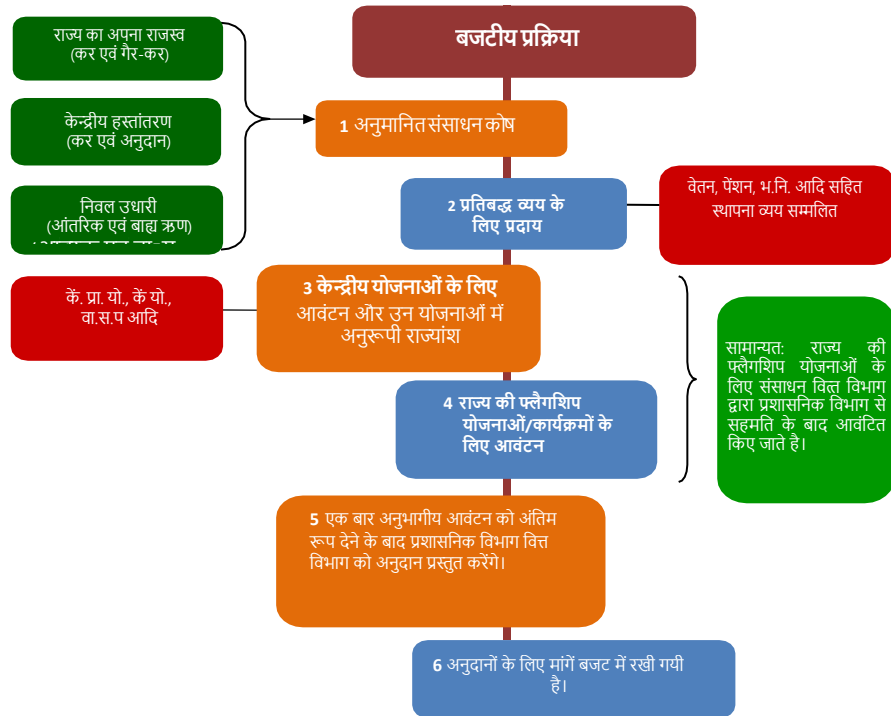 बजटीय प्रक्रिया
राज्य का अपना राजस्व
(कर एवं गैर-कर)
केन्द्रीय हस्तांतरण
(कर एवं अनुदान)
निवल उधारी
(आंतरिक एवं बाह्य ऋण)
1 अनुमानित संसाधन कोष
2 प्रतिबद्ध व्यय के
लिए प्रदाय
वेतन, पेंशन, भ.नि. आदि सहित
स्थापना व्यय सम्मलित
3 केन्द्रीय योजनाओं के लिए
आवंटन और उन योजनाओं में
अनुरूपी राज्यांश
कें. प्रा. यो., कें यो.,
वा.स.प आदि
4 राज्य की फ्लैगशिप
योजनाओं/कार्यक्रमों के
लिए आवंटन
सामान्यत: राज्य की
फ्लैगशिप योजनाओं के
लिए संसाधन वित्त विभाग
द्वारा प्रशासनिक विभाग से
सहमति के बाद आवंटित
किए जाते है।
5 एक बार अनुभागीय आवंटन को अंतिम
रूप देने के बाद प्रशासनिक विभाग वित्त
विभाग को अनुदान प्रस्तुत करेंगे।
6 अनुदानों के लिए मांगें बजट में रखी गयी
है।